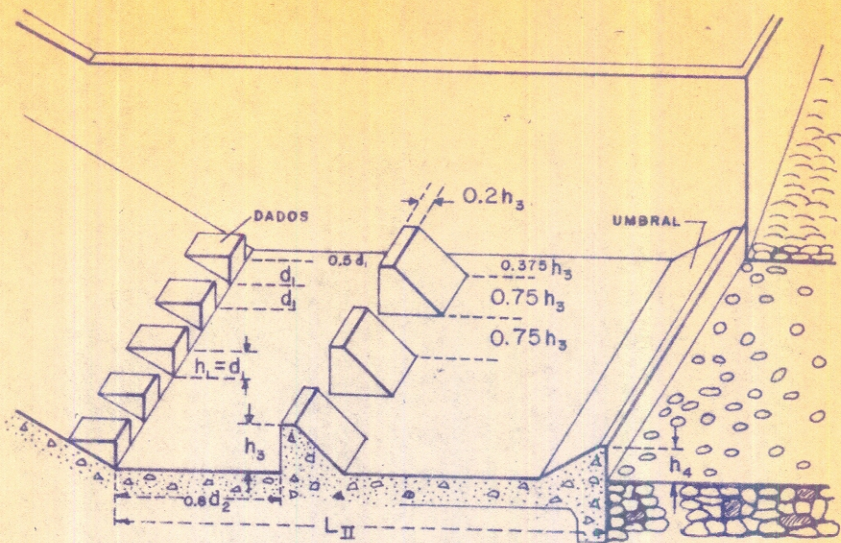 0.2h₃
DADOS
UMBRAL
0.5d₁
0.375h₃
d₁
0.75h₃
d₁
0.75h₃
h₁=d₁
h₃
h₄
0.8d₂
L_II